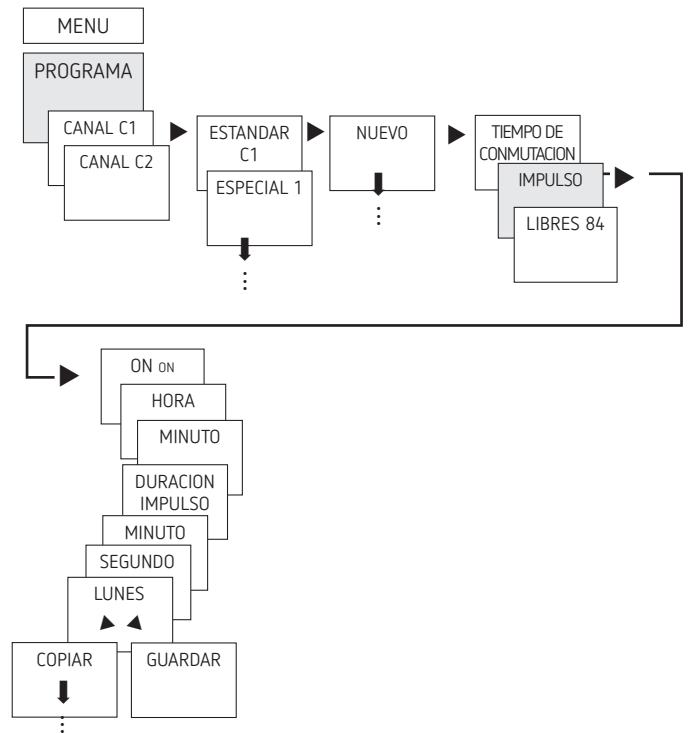 MENU
PROGRAMA
CANAL C1
CANAL C2
ESTANDAR
C1
ESPECIAL 1
NUEVO
TIEMPO DE
CONMUTACION
IMPULSO
LIBRES 84
ON ON
HORA
MINUTO
DURACION
IMPULSO
MINUTO
SEGUNDO
LUNES
COPIAR
GUARDAR